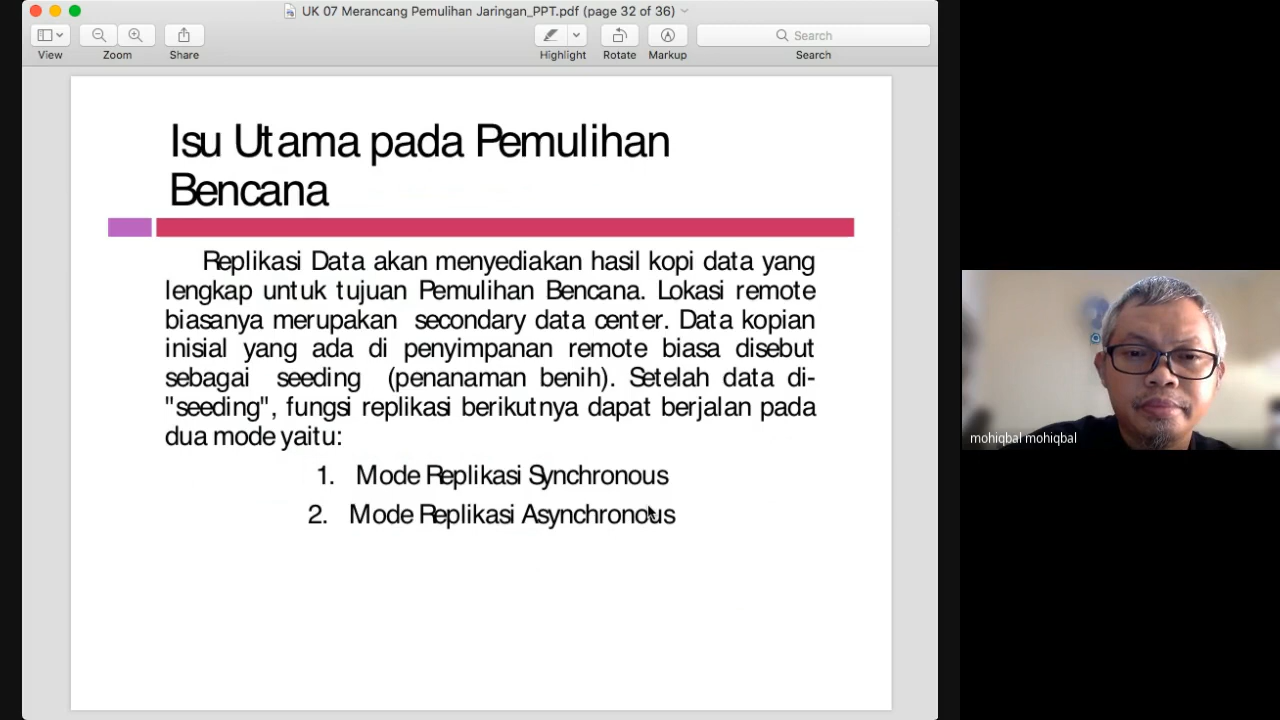 UK 07 Merancang Pemulihan Jaringan_PPT.pdf (page 32 of 36)
View
Zoom
Share
Highlight
Rotate
Markup
Search
Search
Isu Utama pada Pemulihan
Bencana
Replikasi Data akan menyediakan hasil kopi data yang
lengkap untuk tujuan Pemulihan Bencana. Lokasi remote
biasanya merupakan secondary data center. Data kopian
inisial yang ada di penyimpanan remote biasa disebut
sebagai seeding (penanaman benih). Setelah data di-
"seeding", fungsi replikasi berikutnya dapat berjalan pada
dua mode yaitu:
1. Mode Replikasi Synchronous
2. Mode Replikasi Asynchronous
mohiqbal mohiqbal